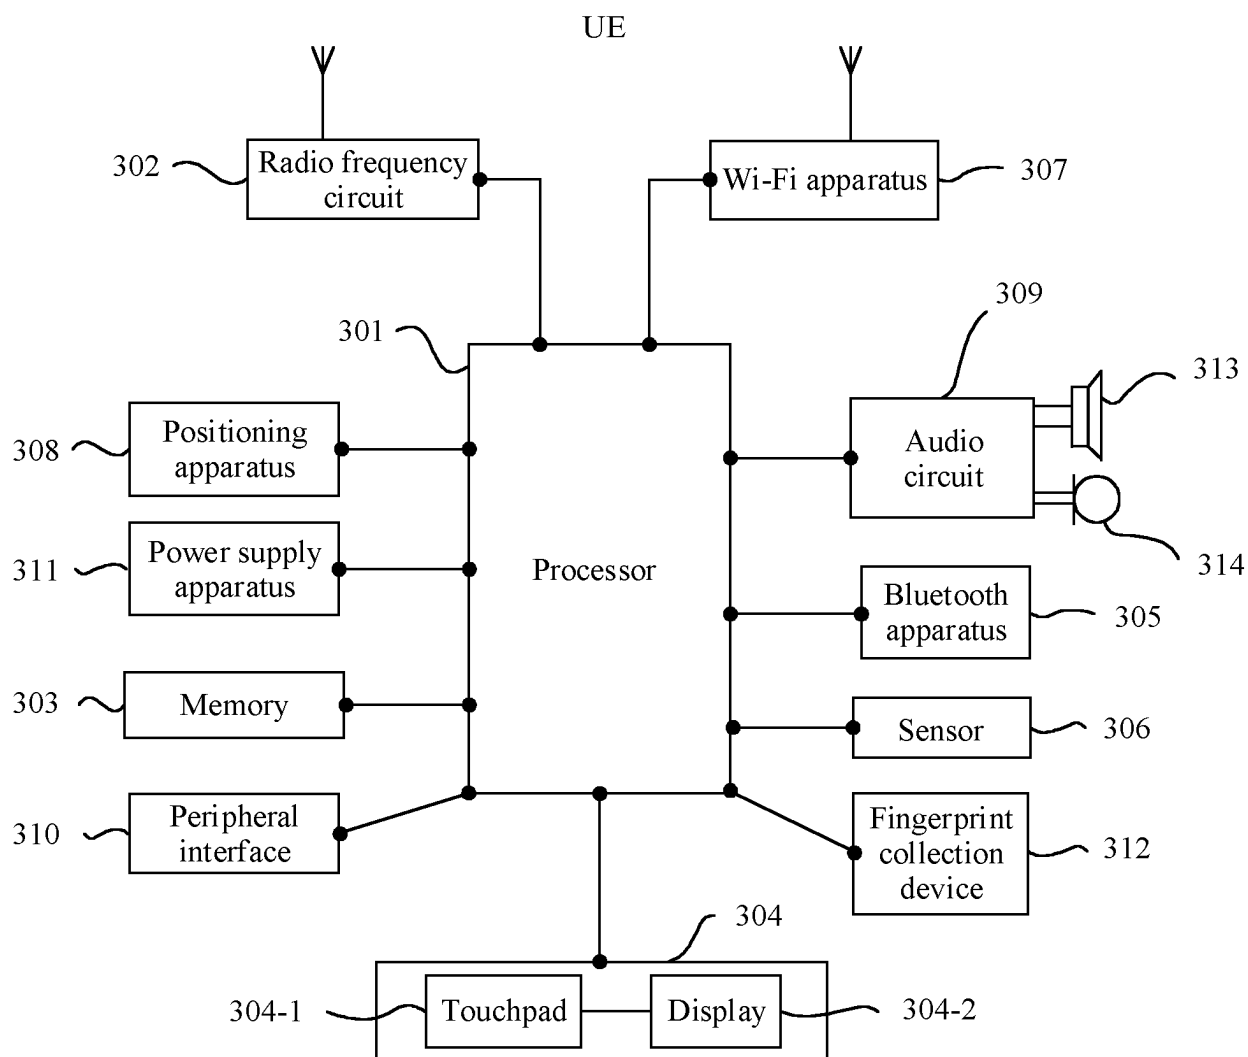 UE
302
Radio frequency
circuit
Wi-Fi apparatus
307
309
301
313
308
Positioning
apparatus
Audio
circuit
311
Power supply
apparatus
Processor
314
Bluetooth
apparatus
305
303
Memory
Sensor
306
310
Peripheral
interface
Fingerprint
collection
device
312
304
304-1
Touchpad
Display
304-2